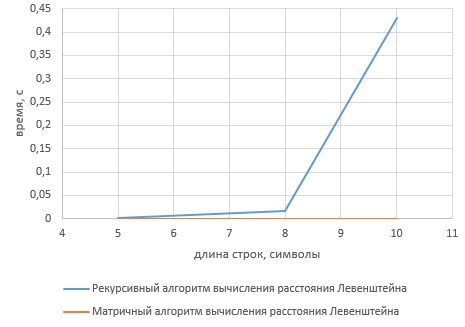 0,45
0,4
0,35
0,3
0,25
0,2
0,15
0,1
0,05
0
время, с
4 5 6 7 8 9 10 11
длина строк, символы
Рекурсивный алгоритм вычисления расстояния Левенштейна
Матричный алгоритм вычисления расстояния Левенштейна